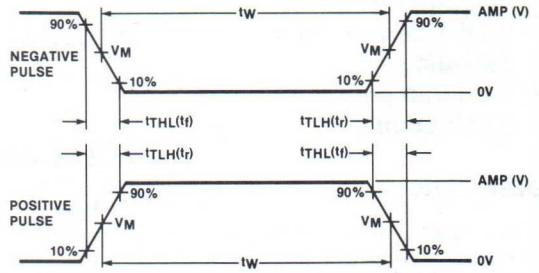 tW
90%
90%
AMP (V)
VM
VM
NEGATIVE
PULSE
10%
10%
0V
tTHL(tf)
tTLH(tr)
tTLH(tr)
tTHL(tf)
AMP (V)
90%
90%
POSITIVE
PULSE
VM
VM
10%
10%
tW
0V